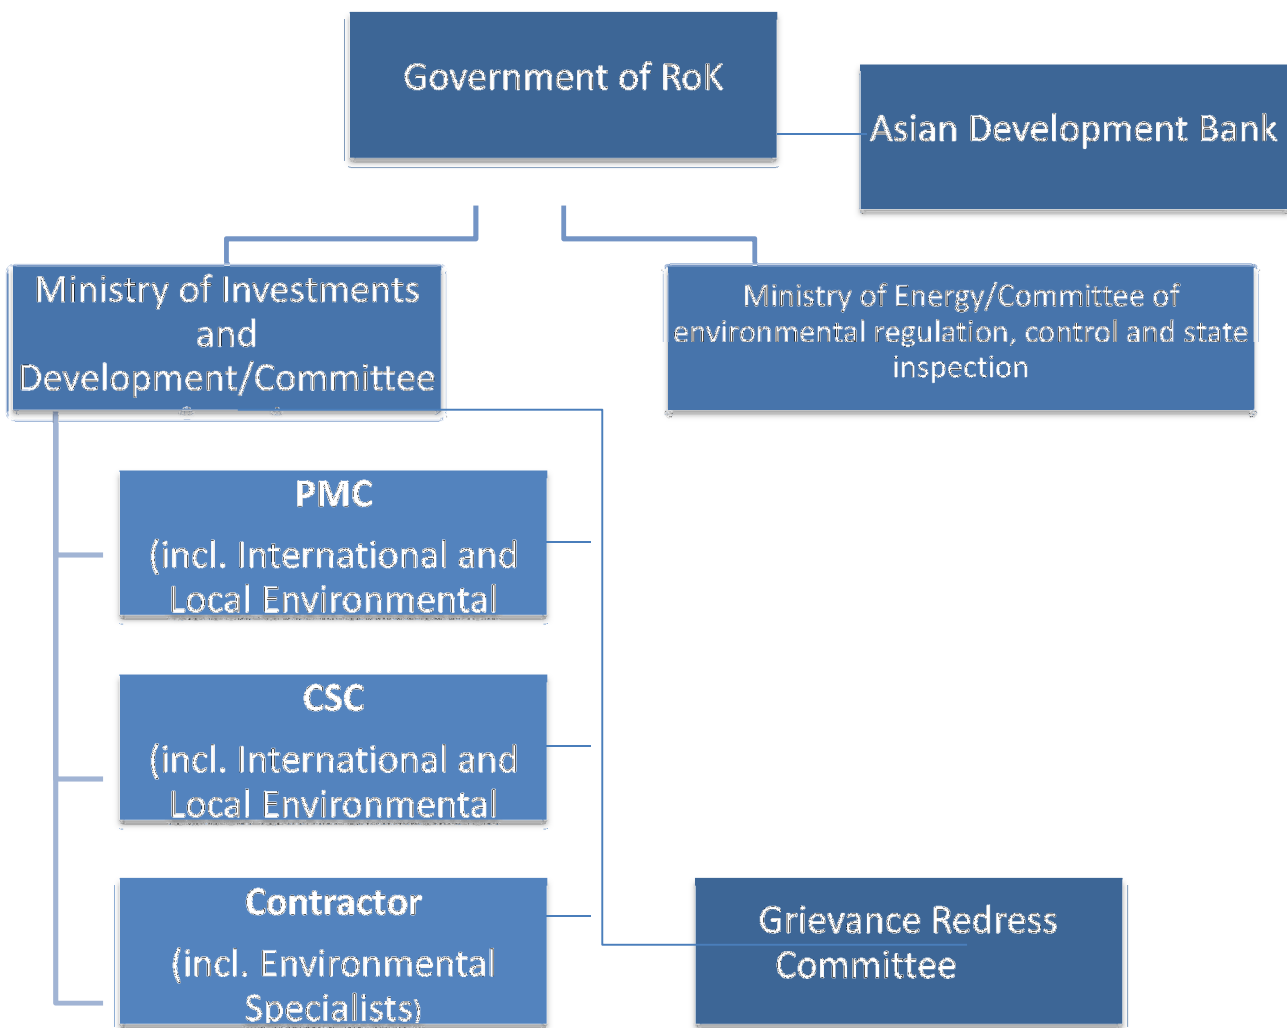 Government of RoK
Asian Development Bank
Ministry of Investments
and
Development/Committee
Ministry of Energy/Committee of
environmental regulation, control and state
inspection
PMC
(incl. International and
Local Environmental
CSC
(incl. International and
Local Environmental
Contractor
(incl. Environmental
Specialists)
Grievance Redress
Committee